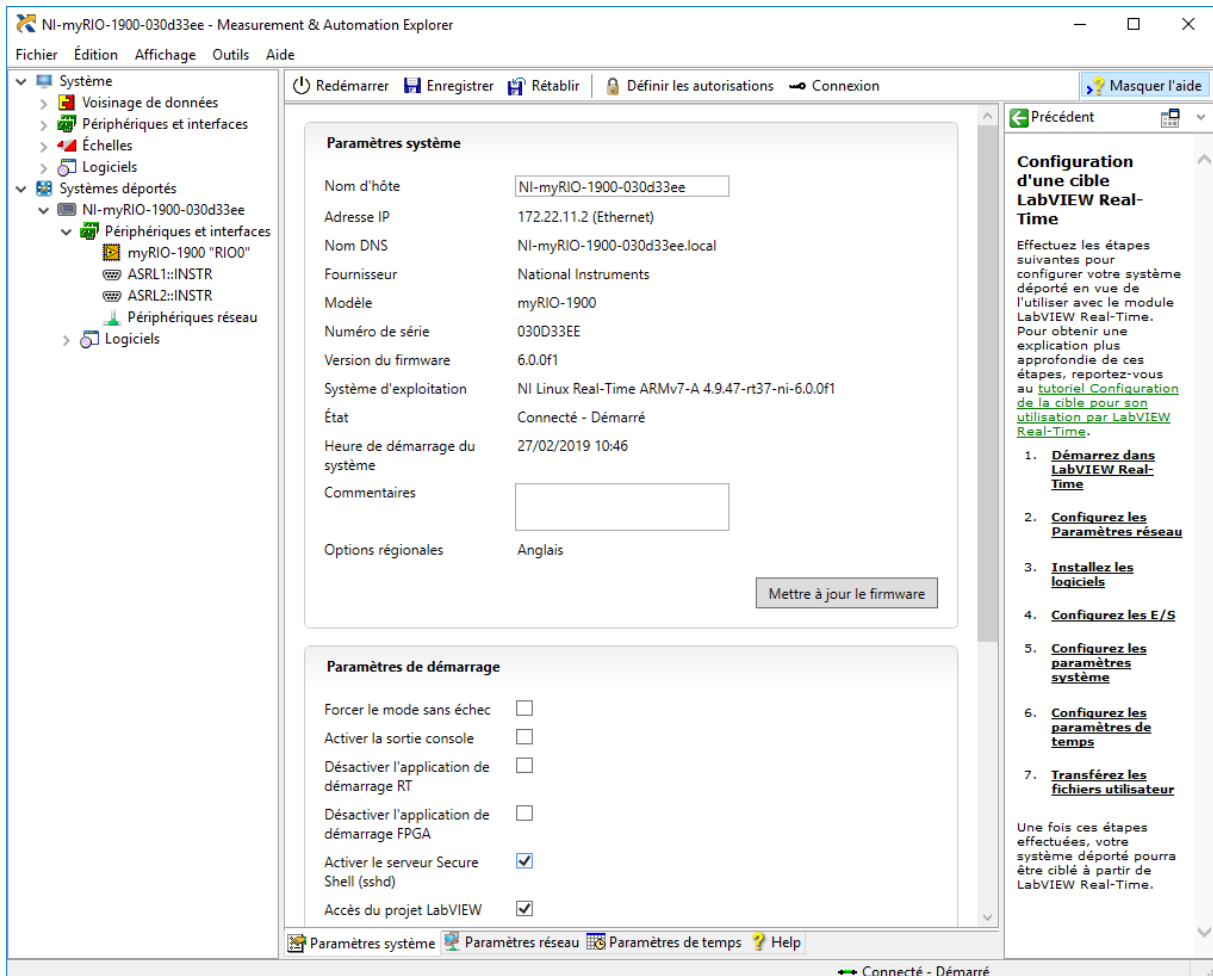 NI-myRIO-1900-030d33ee - Measurement & Automation Explorer
Fichier Édition Affichage Outils Aide
Système
Voisinage de données
Périphériques et interfaces
Échelles
Logiciels
Systèmes déportés
NI-myRIO-1900-030d33ee
Périphériques et interfaces
myRIO-1900 "RIO0"
ASRL1::INSTR
ASRL2::INSTR
Périphériques réseau
Logiciels
Redémarrer Enregistrer Rétablir Définir les autorisations Connexion Masquer l'aide
Paramètres système
Nom d'hôte NI-myRIO-1900-030d33ee
Adresse IP 172.22.11.2 (Ethernet)
Nom DNS NI-myRIO-1900-030d33ee.local
Fournisseur National Instruments
Modèle myRIO-1900
Numéro de série 030D33EE
Version du firmware 6.0.0f1
Système d'exploitation NI Linux Real-Time ARMv7-A 4.9.47-rt37-ni-6.0.0f1
État Connecté - Démarré
Heure de démarrage du 27/02/2019 10:46
système
Commentaires
Options régionales Anglais
Mettre à jour le firmware
Paramètres de démarrage
Forcer le mode sans échec
Activer la sortie console
Désactiver l'application de
démarrage RT
Désactiver l'application de
démarrage FPGA
Activer le serveur Secure
Shell (sshd)
Accès du projet LabVIEW
Paramètres système Paramètres réseau Paramètres de temps Help
Précédent
Configuration
d'une cible
LabVIEW Real-
Time
Effectuez les étapes
suivantes pour
configurer votre système
déporté en vue de
l'utiliser avec le module
LabVIEW Real-Time.
Pour obtenir une
explication plus
approfondie de ces
étapes, reportez-vous
au tutoriel Configuration
de la cible pour son
utilisation par LabVIEW
Real-Time.
1. Démarrez dans
LabVIEW Real-
Time
2. Configurez les
Paramètres réseau
3. Installez les
logiciels
4. Configurez les E/S
5. Configurez les
paramètres
système
6. Configurez les
paramètres de
temps
7. Transférez les
fichiers utilisateur
Une fois ces étapes
effectuées, votre
système déporté pourra
être ciblé à partir de
LabVIEW Real-Time.
Connecté - Démarré